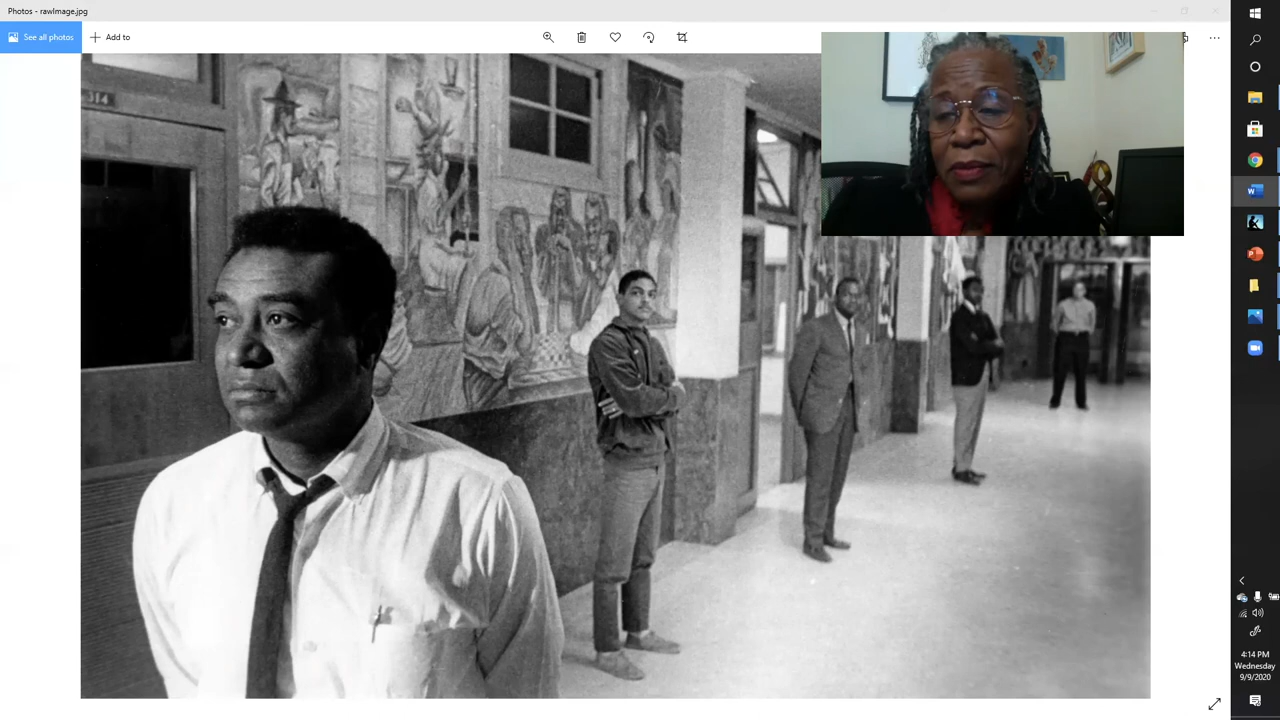 Photos - rawImage.jpg
See all photos
Add to
314
4:14 PM
Wednesday
9/9/2020